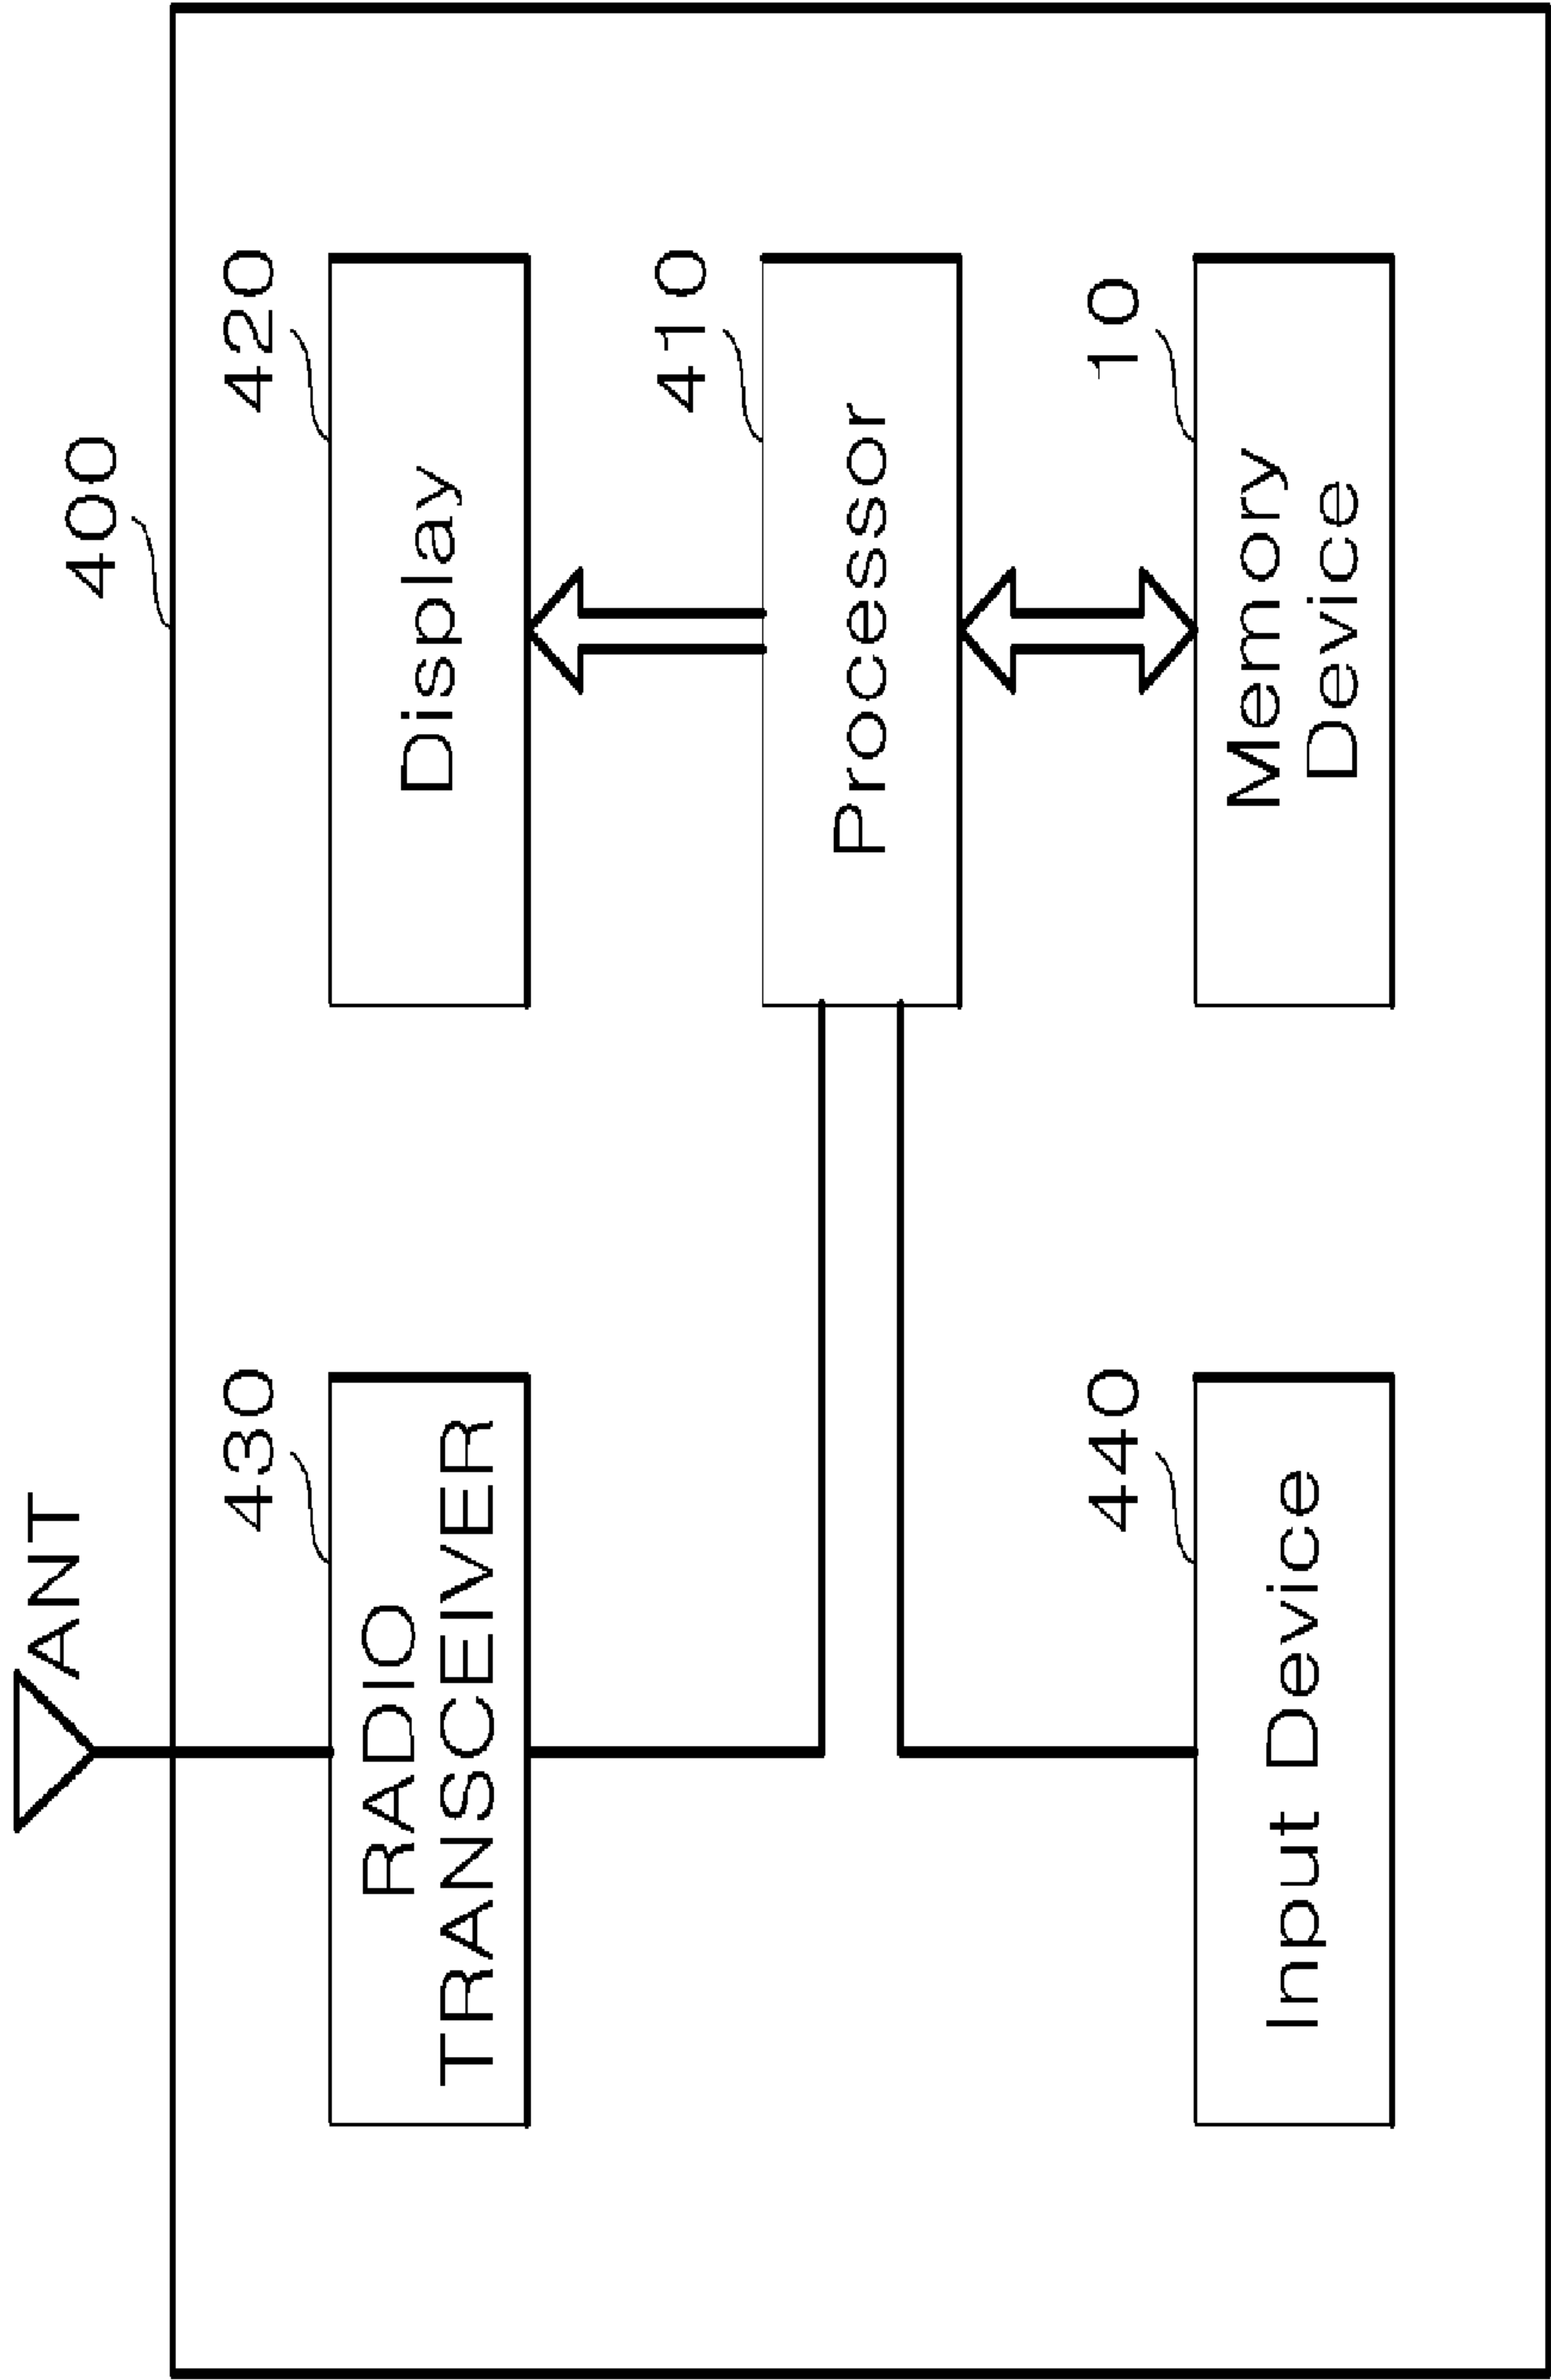 ANT
400
430
RADIO
TRANSCEIVER
420
Display
410
Processor
440
Input Device
10
Memory
Device